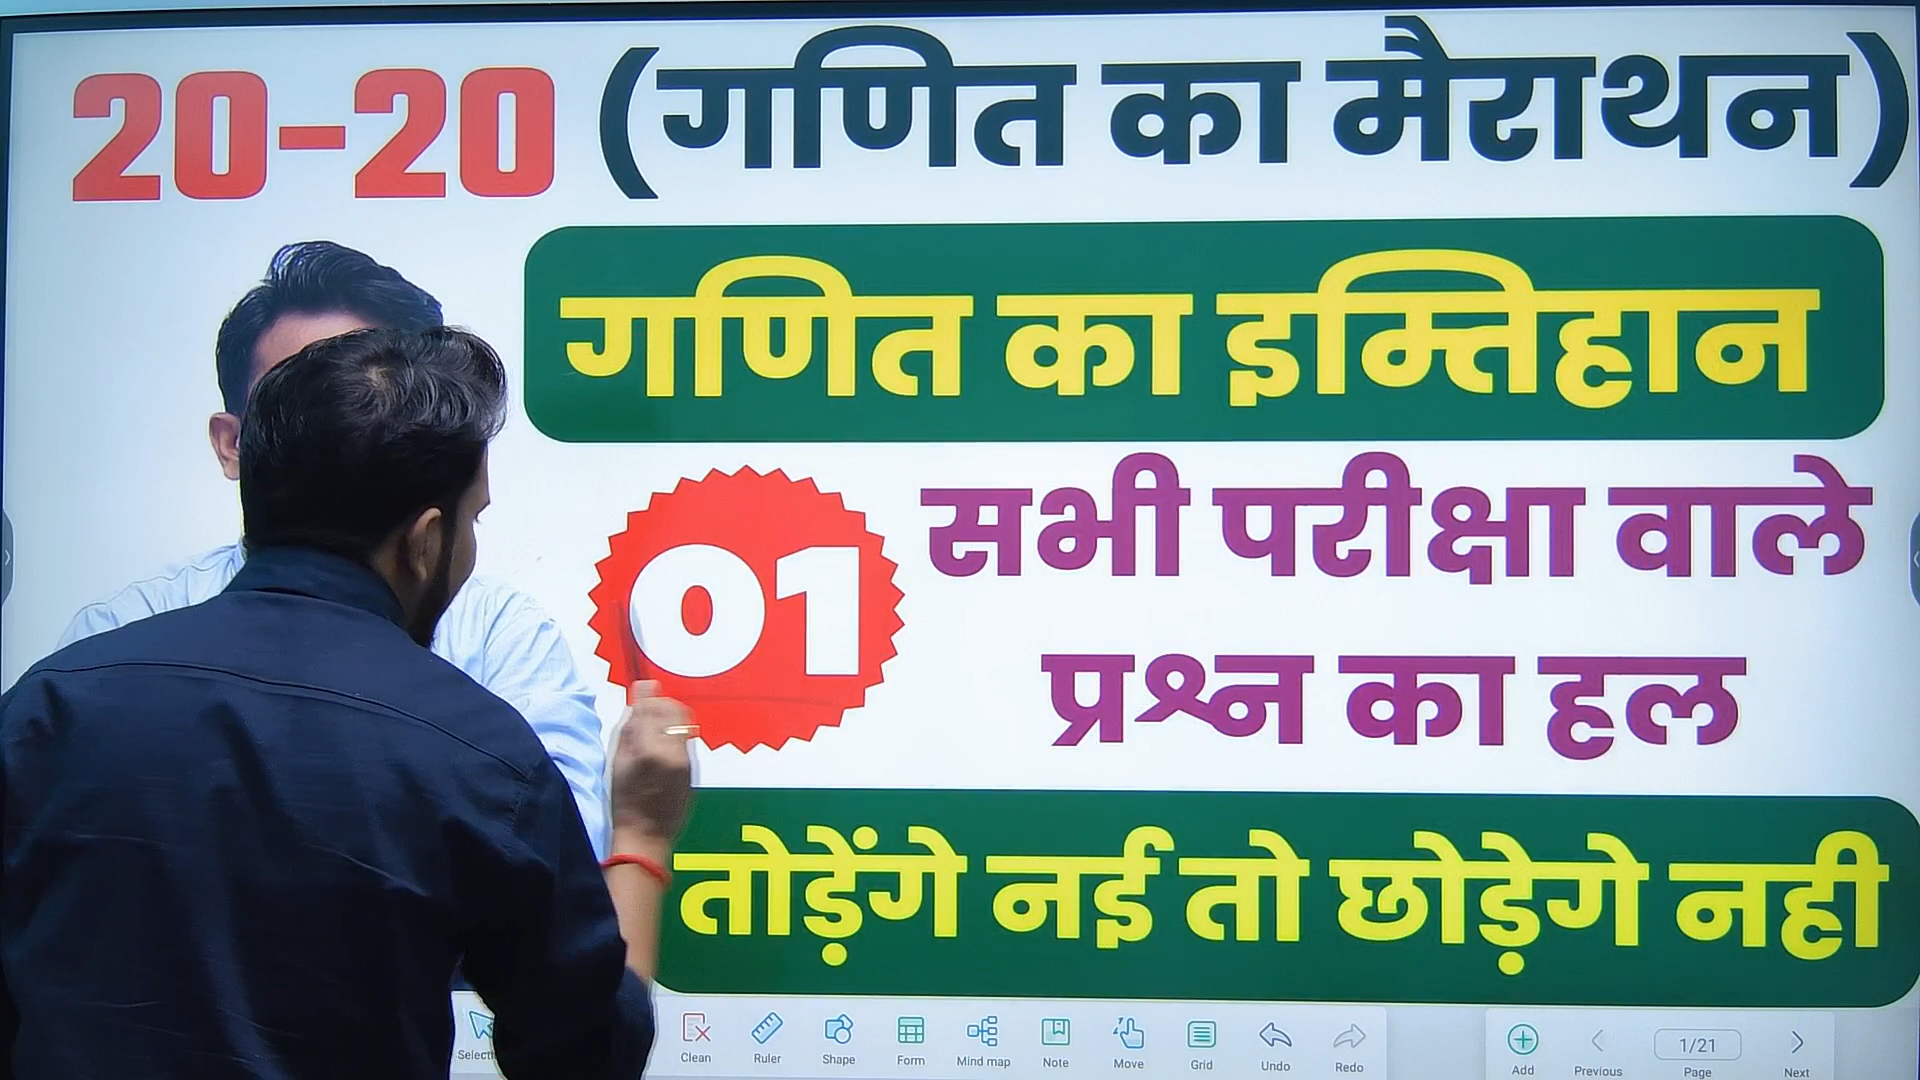 20-20 (गणित का मैराथन)
गणित का इम्तिहान
01
सभी परीक्षा वाले
प्रश्न का हल
तोड़ेंगे नई तो छोड़ेगे नही
Clean Ruler Shape Form Mind map Note Move Grid Undo Redo Add Previous 1/21 Page Next